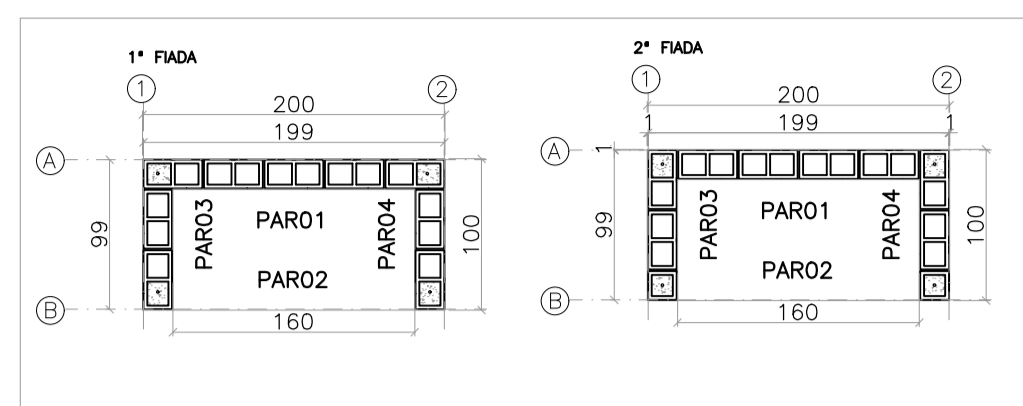 1ª FIADA
1 2
200
199
A
99
PAR03
PAR01
PAR04
100
PAR02
B
160
2ª FIADA
1 2
200
1 199 1
A
1
99
PAR03
PAR01
PAR04
100
PAR02
B
160